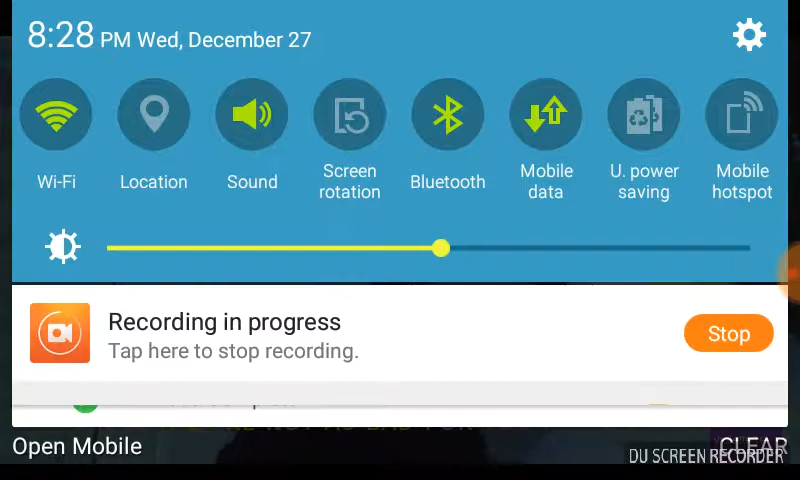 8:28 PM Wed, December 27
Wi-Fi
Location
Sound
Screen rotation
Bluetooth
Mobile data
U. power saving
Mobile hotspot
Recording in progress
Stop
Tap here to stop recording.
Open Mobile
CLEAR
DU SCREEN RECORDER